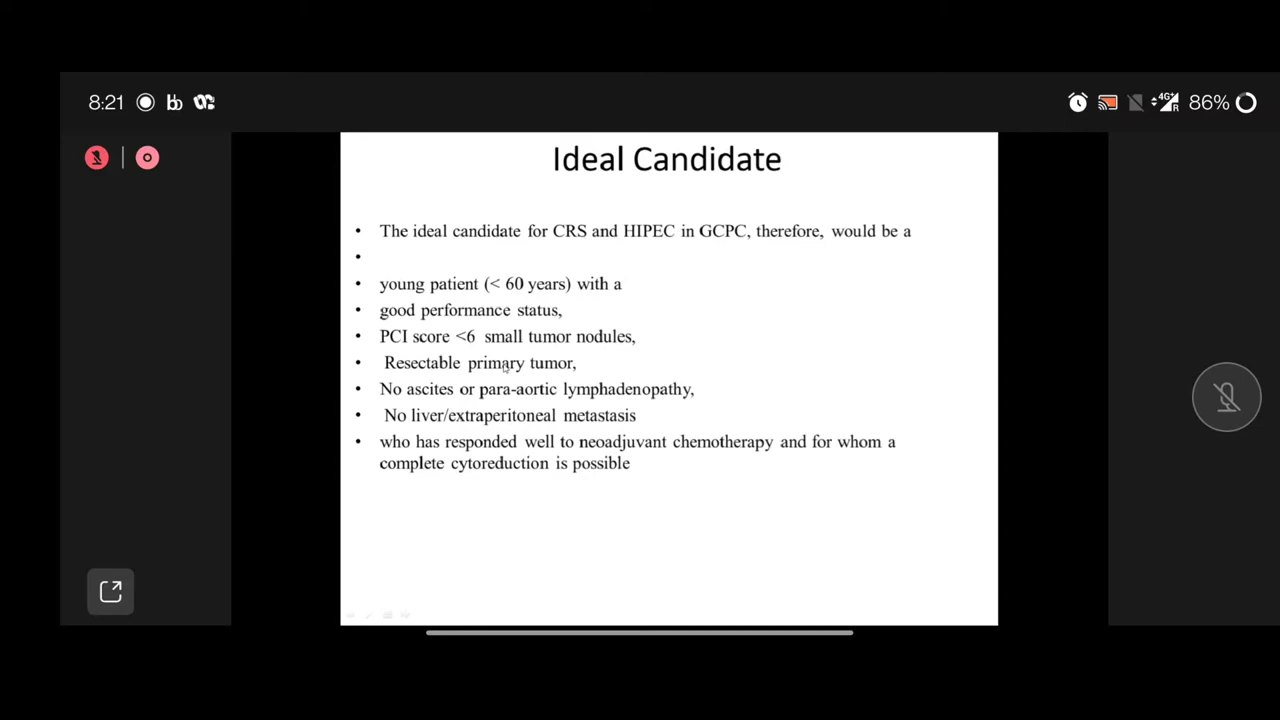 8:21
86%
Ideal Candidate
• The ideal candidate for CRS and HIPEC in GCPC, therefore, would be a
•
• young patient (< 60 years) with a
• good performance status,
• PCI score <6 small tumor nodules,
• Resectable primary tumor,
• No ascites or para-aortic lymphadenopathy,
• No liver/extraperitoneal metastasis
• who has responded well to neoadjuvant chemotherapy and for whom a
complete cytoreduction is possible